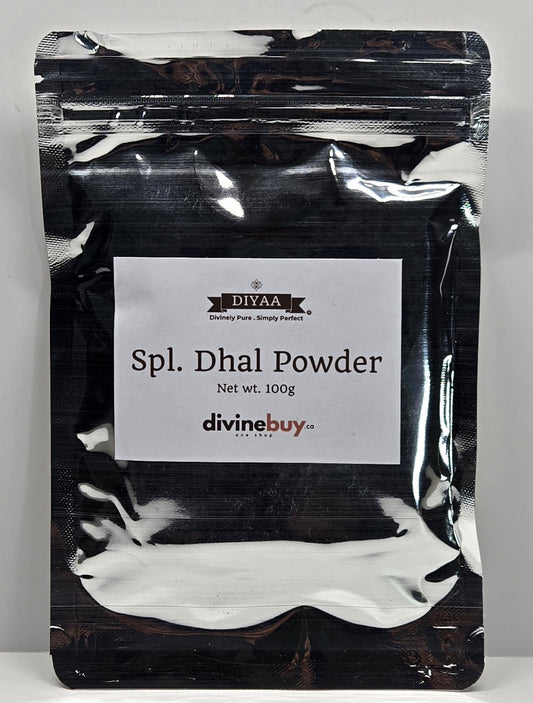 DIYAA
Divinely Pure . Simply Perfect
Spl. Dhal Powder
Net wt. 100g
divinebuy.ca
one shop